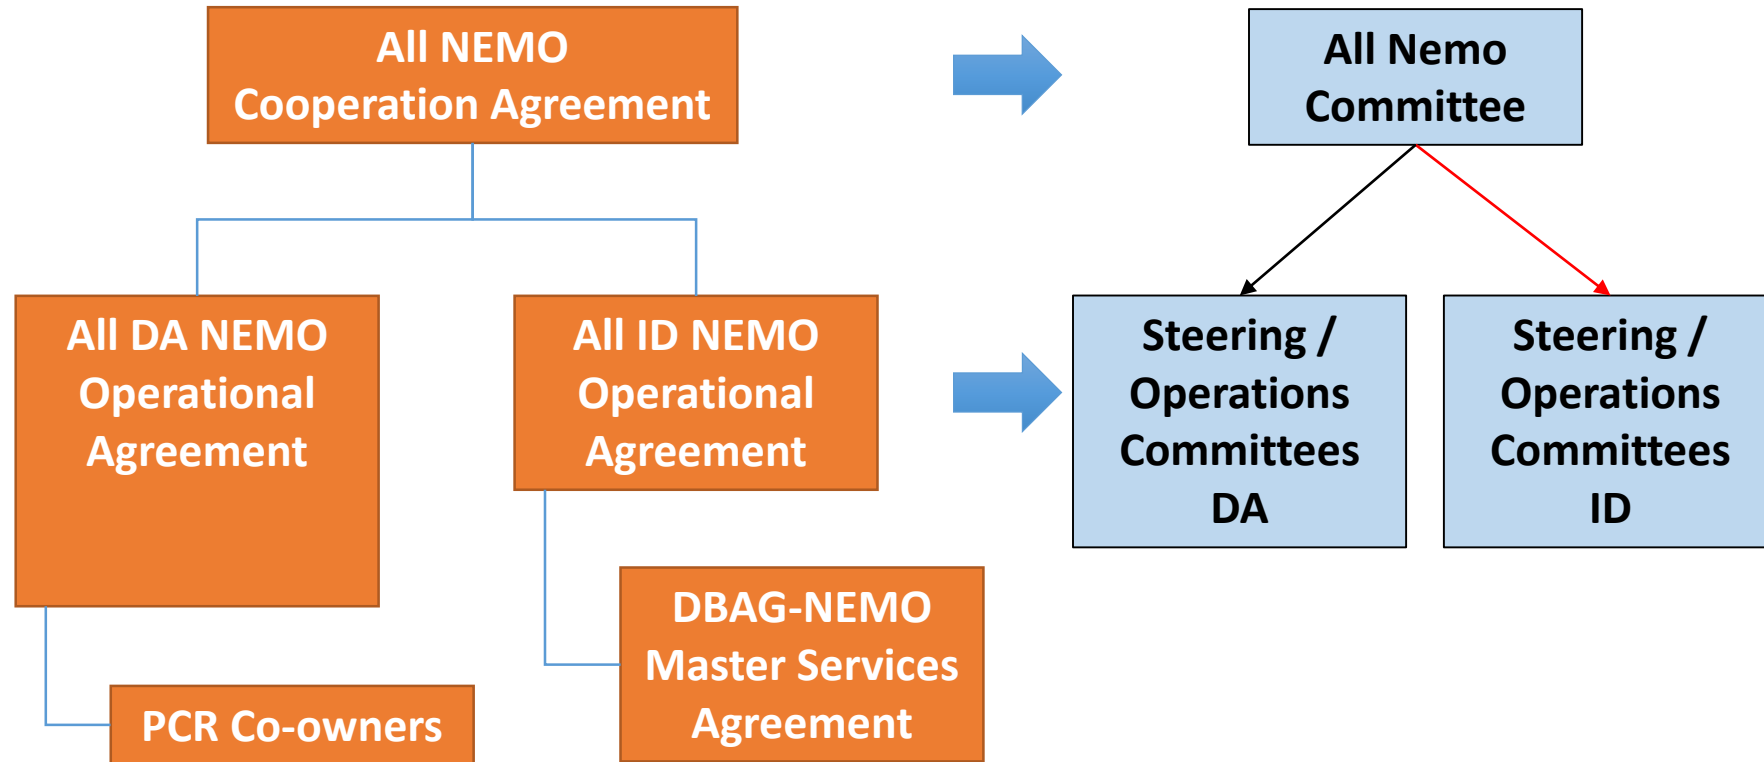 All NEMO
Cooperation Agreement
All Nemo
Committee
All DA NEMO
Operational
Agreement
All ID NEMO
Operational
Agreement
Steering /
Operations
Committees
DA
Steering /
Operations
Committees
ID
DBAG-NEMO
Master Services
Agreement
PCR Co-owners